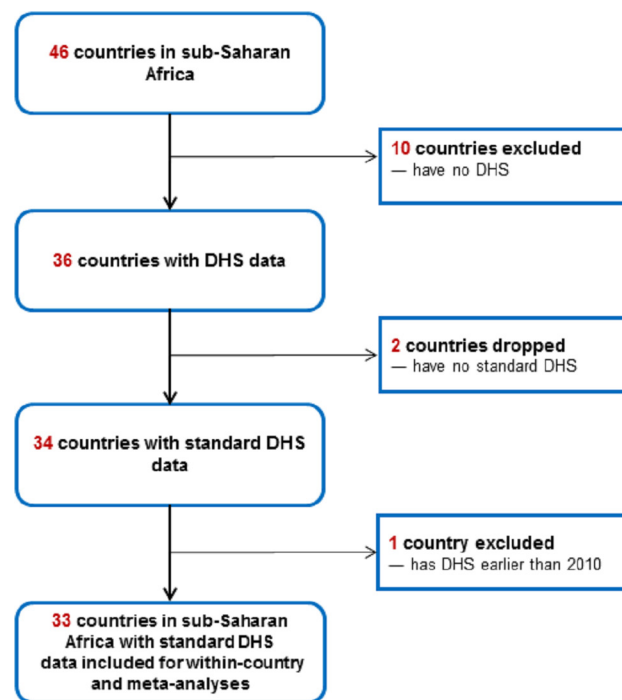 46 countries in sub-Saharan
Africa
10 countries excluded
— have no DHS
36 countries with DHS data
2 countries dropped
— have no standard DHS
34 countries with standard DHS
data
1 country excluded
— has DHS earlier than 2010
33 countries in sub-Saharan
Africa with standard DHS
data included for within-country
and meta-analyses